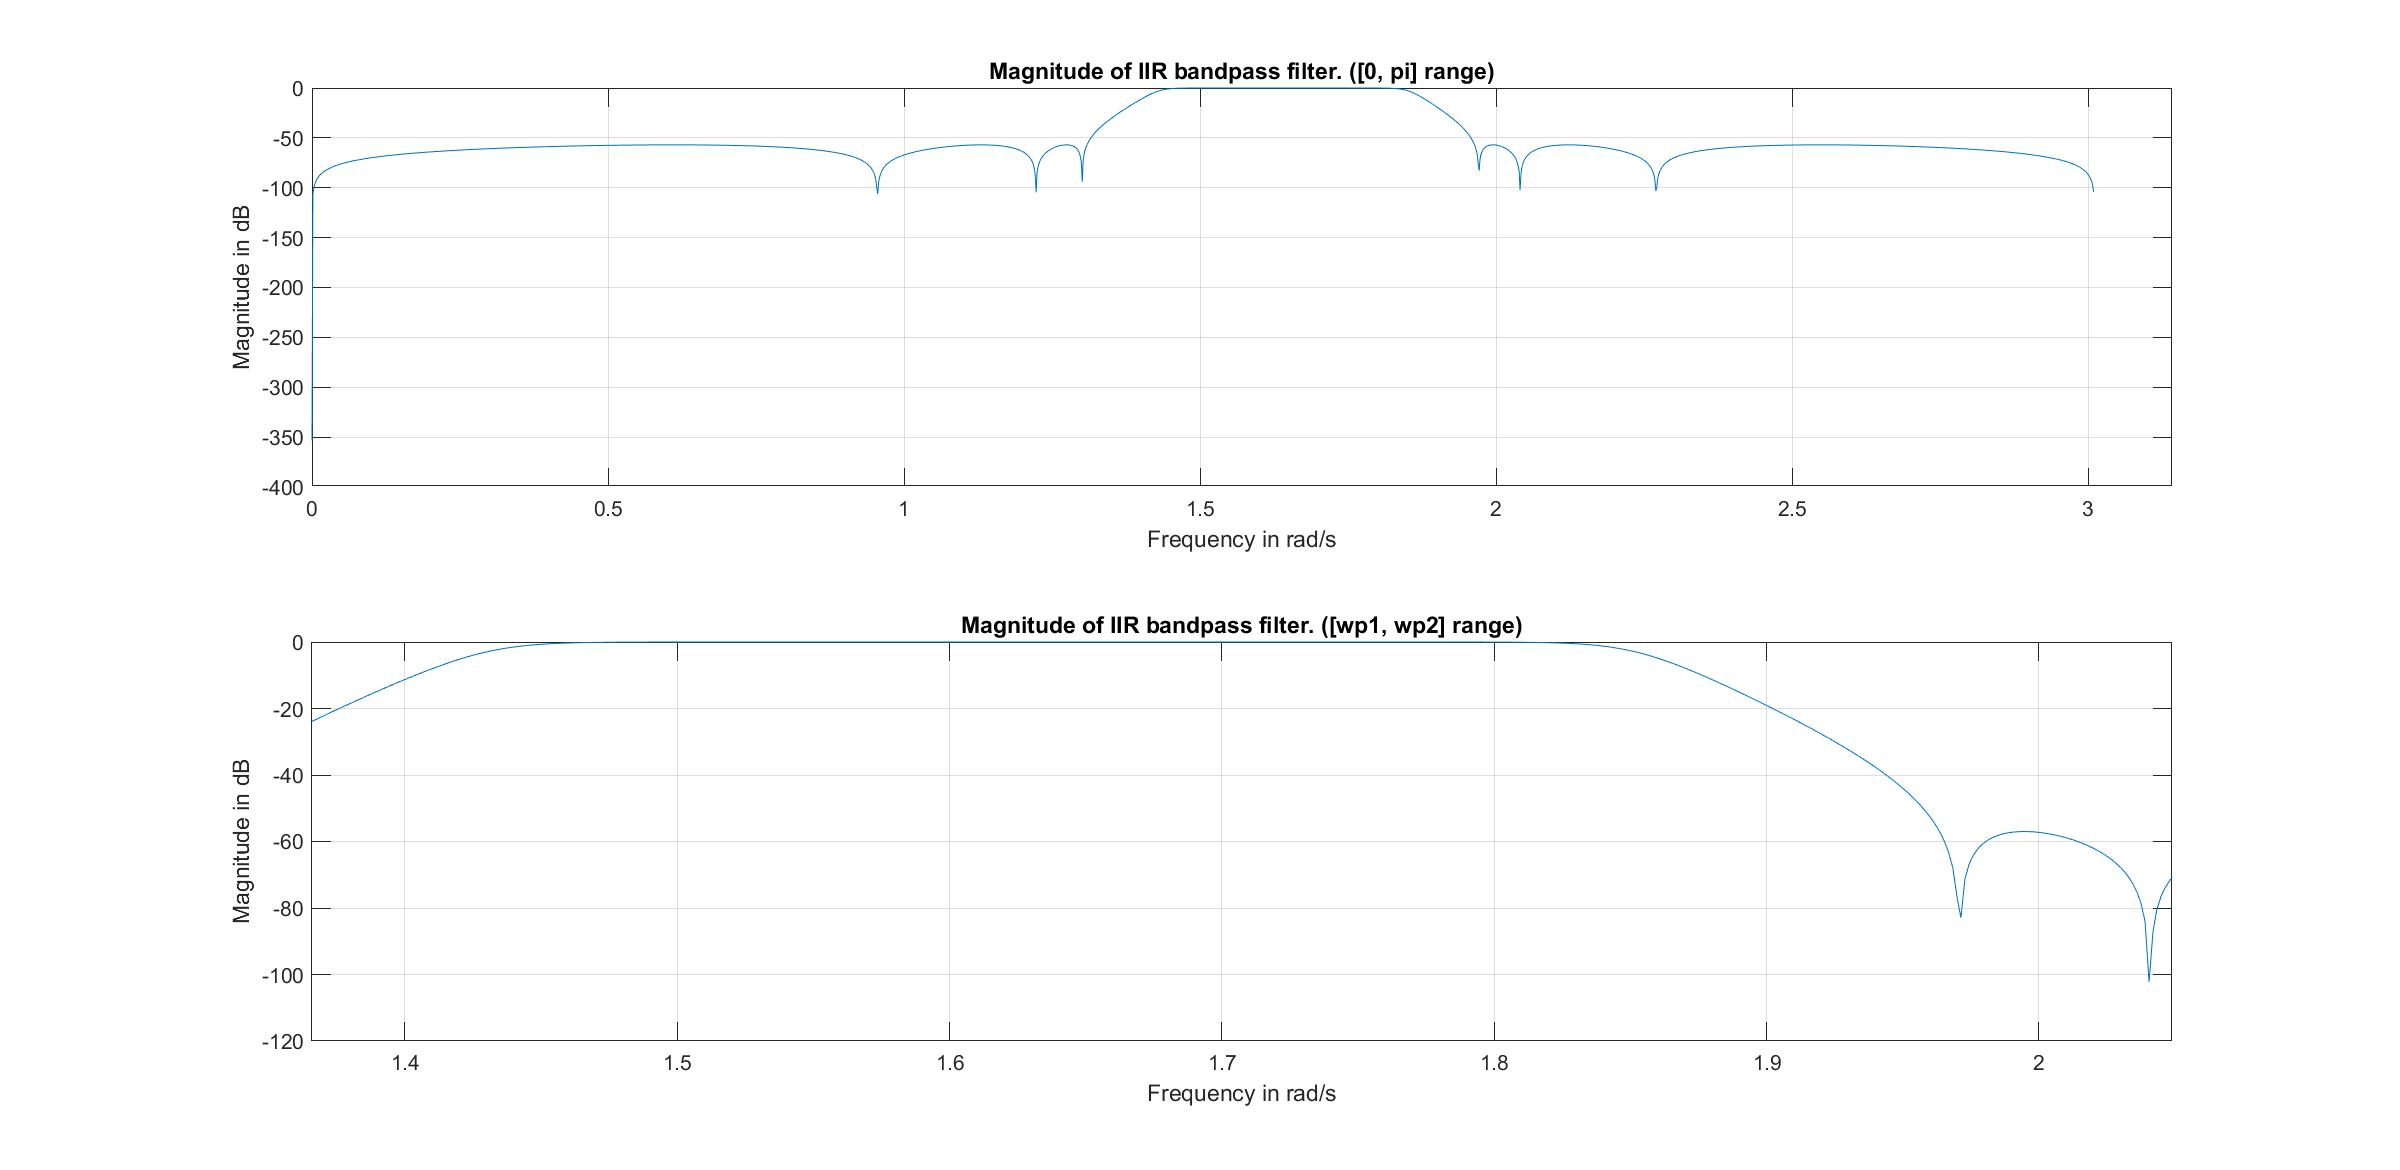 Magnitude of IIR bandpass filter. ([0, pi] range)
Magnitude in dB
0
-50
-100
-150
-200
-250
-300
-350
-400
0 0.5 1 1.5 2 2.5 3
Frequency in rad/s
Magnitude of IIR bandpass filter. ([wp1, wp2] range)
Magnitude in dB
0
-20
-40
-60
-80
-100
-120
1.4 1.5 1.6 1.7 1.8 1.9 2
Frequency in rad/s